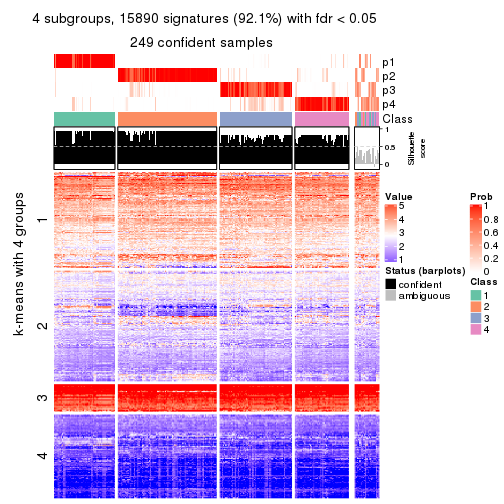 4 subgroups, 15890 signatures (92.1%) with fdr < 0.05
249 confident samples
p1
p2
p3
p4
Class
1
0.5
0
Silhouette
score
k-means with 4 groups
1
2
3
4
Value
5
4
3
2
1
Status (barplots)
confident
ambiguous
Prob
1
0.8
0.6
0.4
0.2
0
Class
1
2
3
4